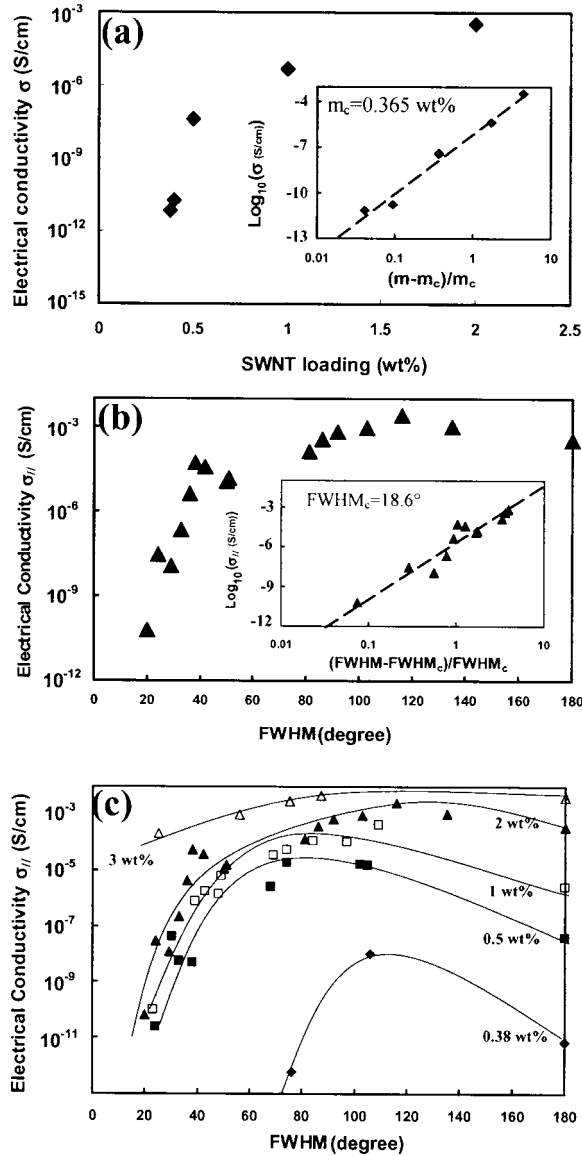 (a)
Electrical conductivity σ (S/cm)
10⁻³
10⁻⁶
10⁻⁹
10⁻¹²
10⁻¹⁵
0 0.5 1 1.5 2 2.5
SWNT loading (wt%)
m_c=0.365 wt%
Log₁₀(σ (S/cm))
-4
-7
-10
-13
0.01 0.1 1 10
(m-m_c)/m_c
(b)
Electrical Conductivity σ// (S/cm)
10⁻³
10⁻⁶
10⁻⁹
10⁻¹²
0 20 40 60 80 100 120 140 160 180
FWHM(degree)
FWHM_c=18.6°
Log₁₀(σ// (S/cm))
-3
-6
-9
-12
0.01 0.1 1 10
(FWHM-FWHM_c)/FWHM_c
(c)
Electrical Conductivity σ// (S/cm)
10⁻³
10⁻⁵
10⁻⁷
10⁻⁹
10⁻¹¹
3 wt%
2 wt%
1 wt%
0.5 wt%
0.38 wt%
0 20 40 60 80 100 120 140 160 180
FWHM (degree)